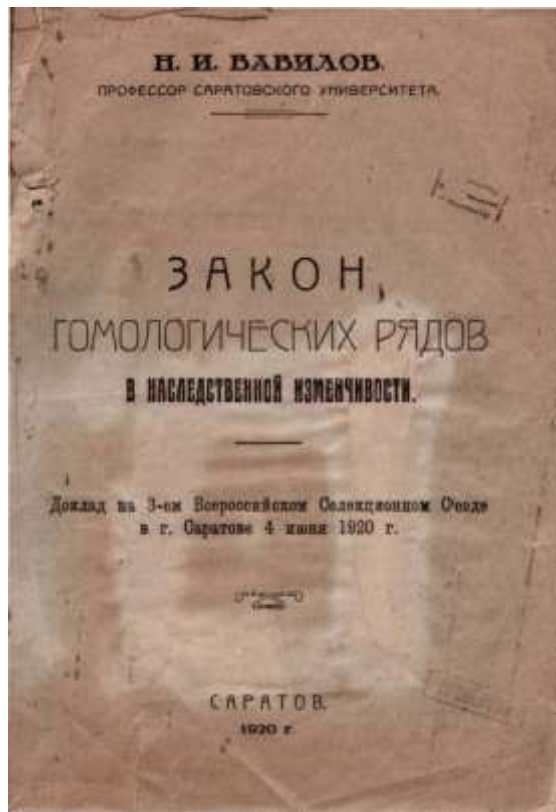 Н. И. ВАВИЛОВ.
ПРОФЕССОР САРАТОВСКОГО УНИВЕРСИТЕТА.
ЗАКОН,
ГОМОЛОГИЧЕСКИХ РЯДОВ
В НАСЛЕДСТВЕННОЙ ИЗМЕНЧИВОСТИ.
Доклад на 3-ем Всероссийском Селекционном С'езде
в г. Саратове 4 июня 1920 г.
САРАТОВ.
1920 г.